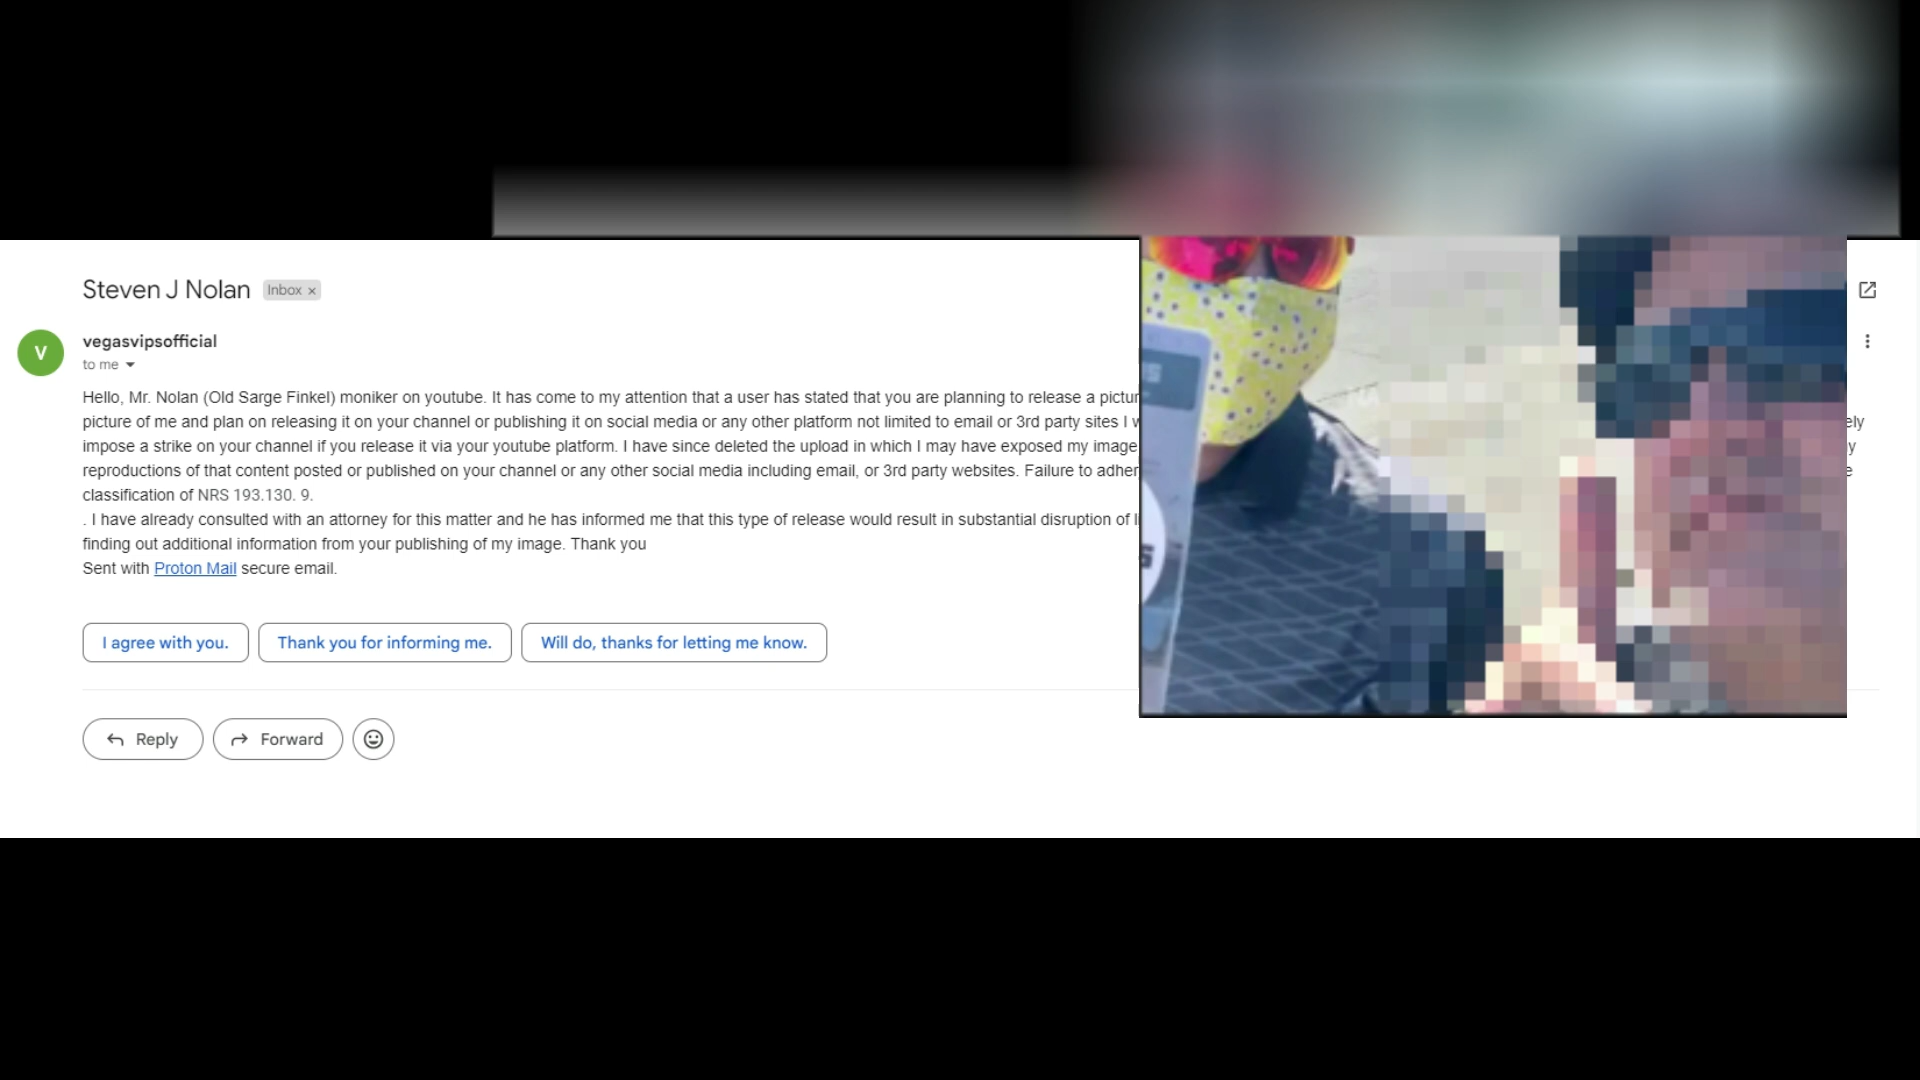 Steven J Nolan Inbox ×
V
vegasvipsofficial
to me
Hello, Mr. Nolan (Old Sarge Finkel) moniker on youtube. It has come to my attention that a user has stated that you are planning to release a
picture of me and plan on releasing it on your channel or publishing it on social media or any other platform not limited to email or 3rd party sites I
impose a strike on your channel if you release it via your youtube platform. I have since deleted the upload in which I may have exposed my image
reproductions of that content posted or published on your channel or any other social media including email, or 3rd party websites. Failure to
classification of NRS 193.130. 9.
. I have already consulted with an attorney for this matter and he has informed me that this type of release would result in substantial disruption of
finding out additional information from your publishing of my image. Thank you
Sent with Proton Mail secure email.
I agree with you. Thank you for informing me. Will do, thanks for letting me know.
Reply Forward